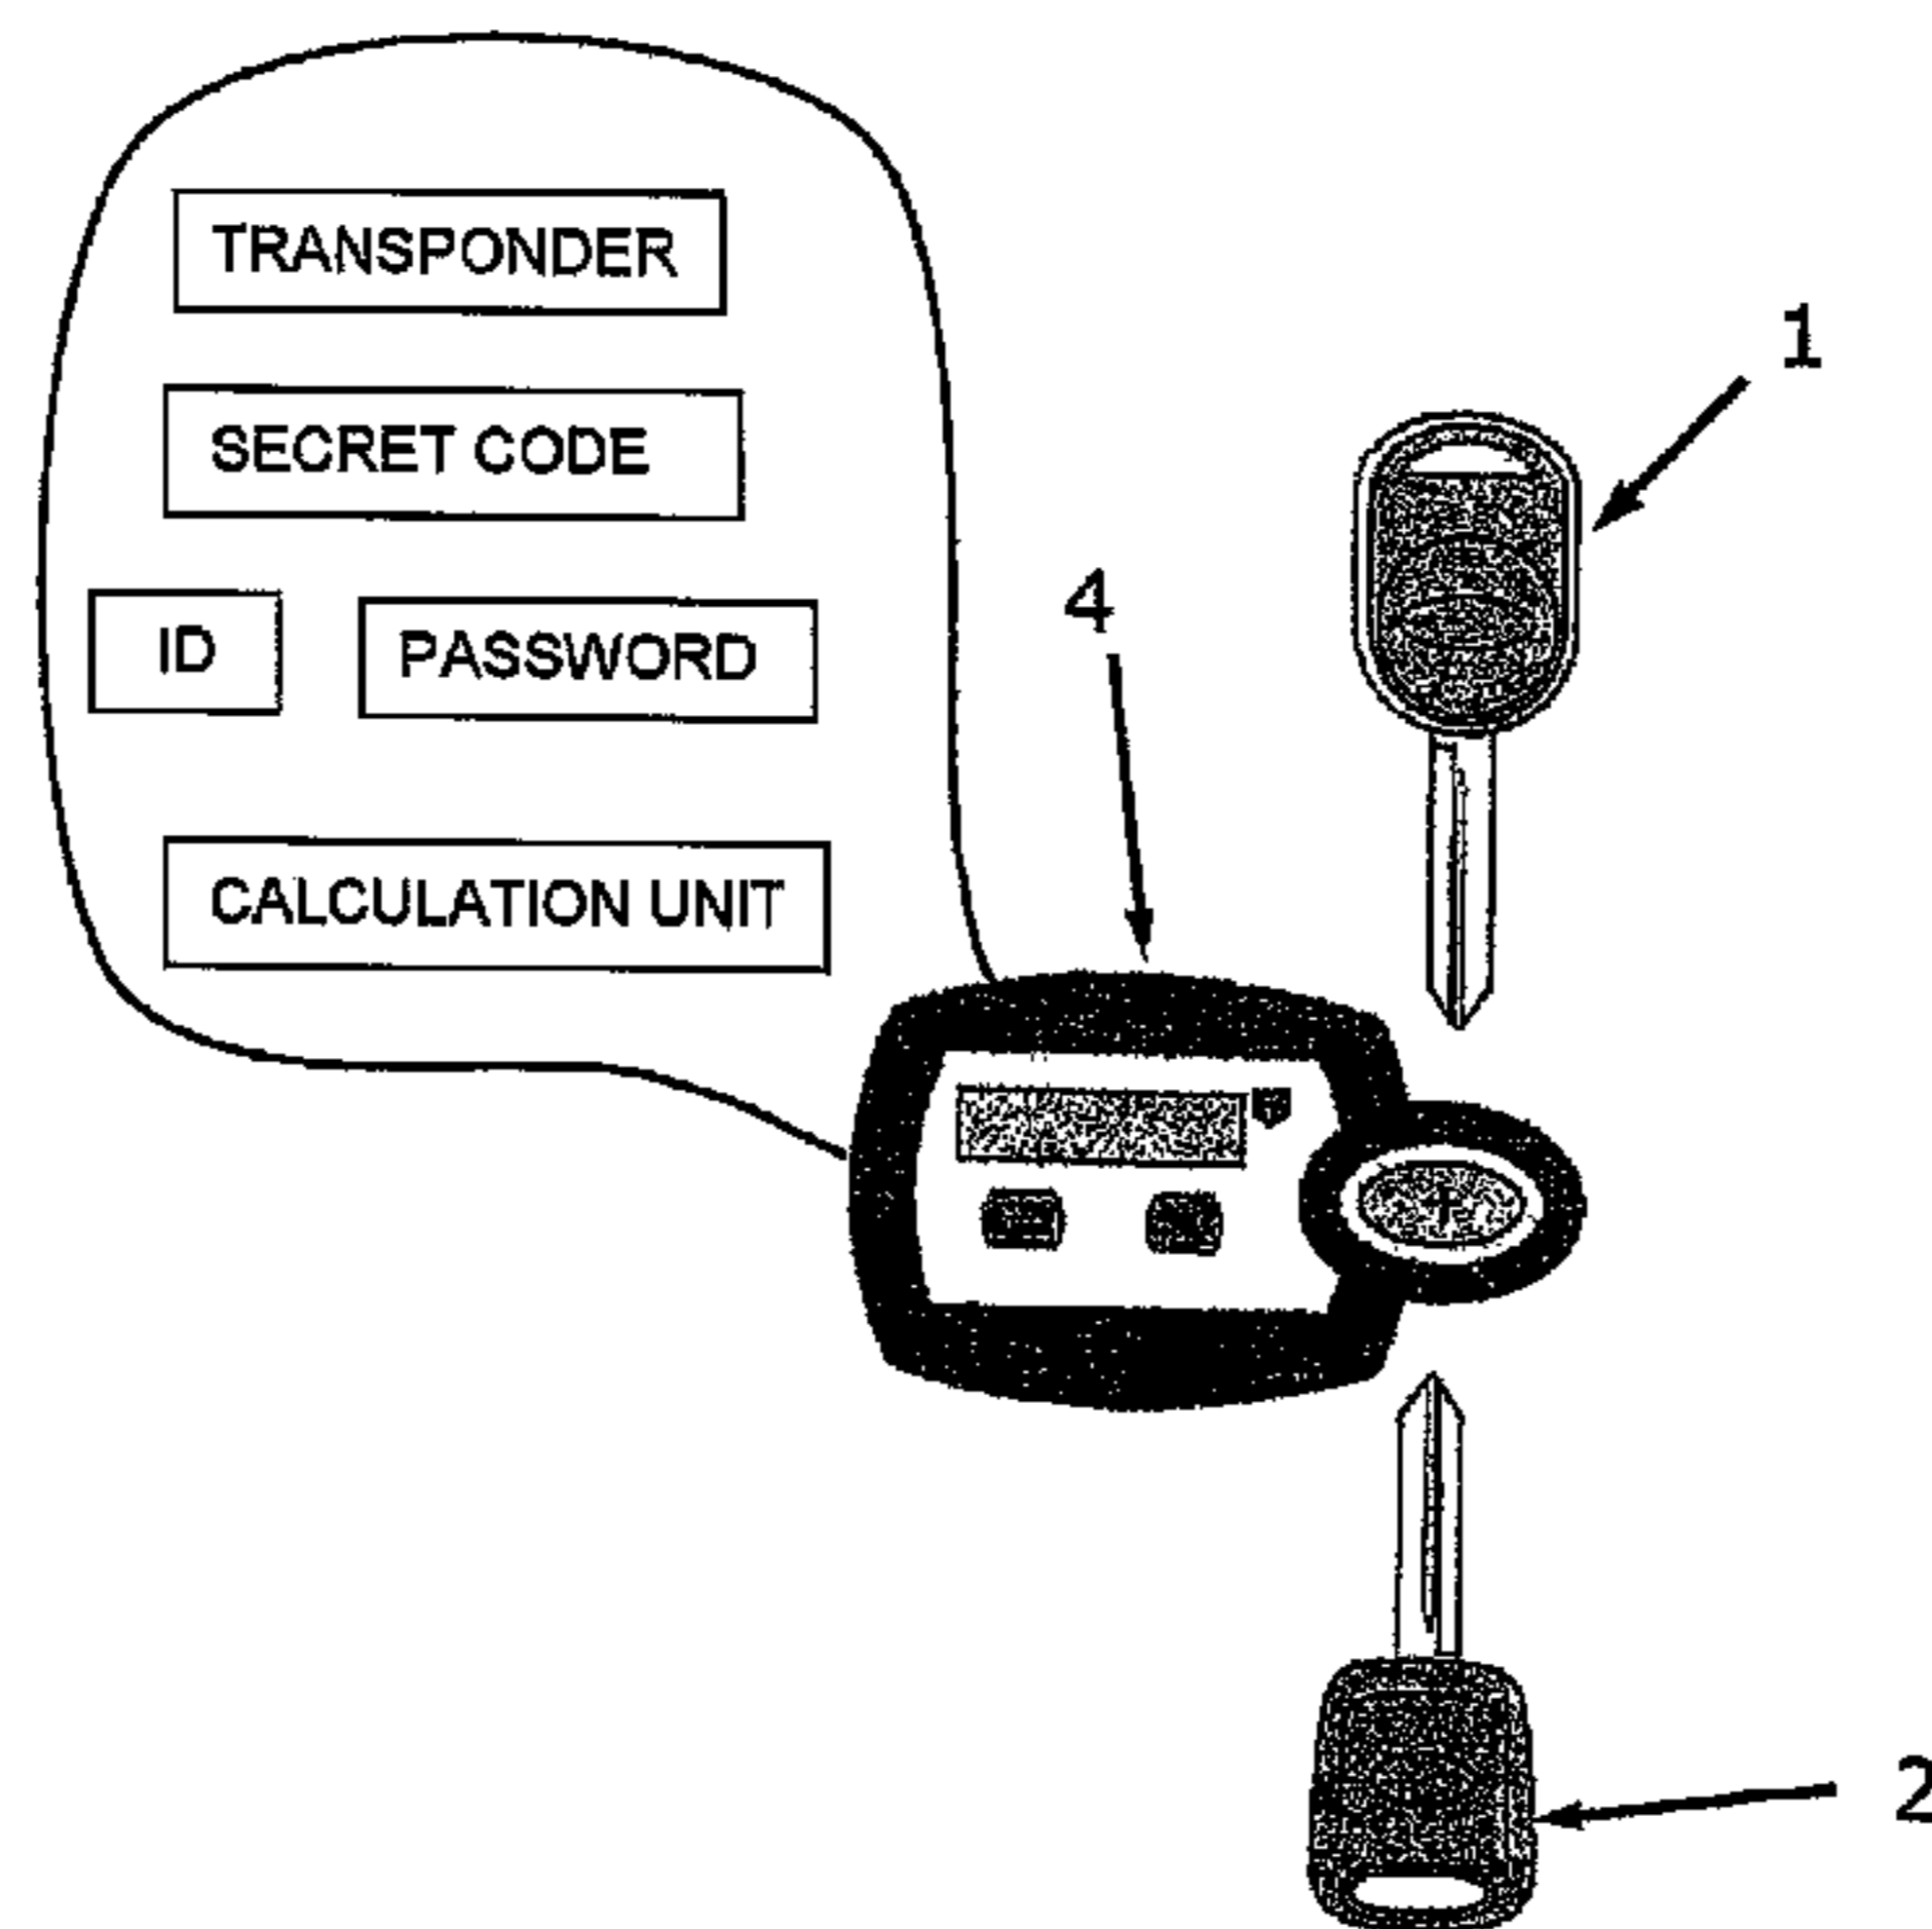 TRANSPONDER
SECRET CODE
ID PASSWORD
CALCULATION UNIT
1
4
2